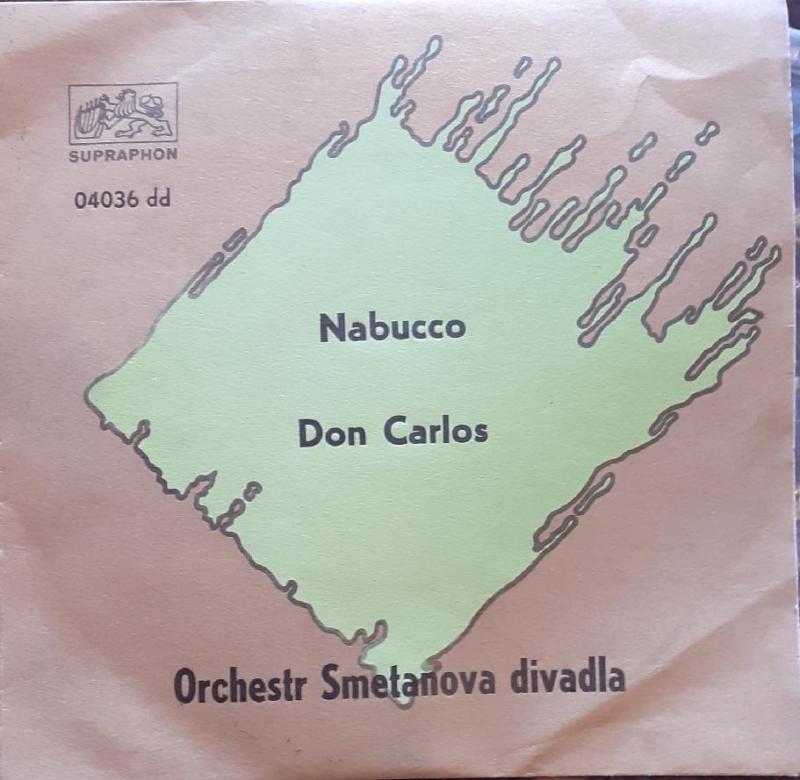 SUPRAPHON
04036 dd
Nabucco
Don Carlos
Orchestr Smetanova divadla